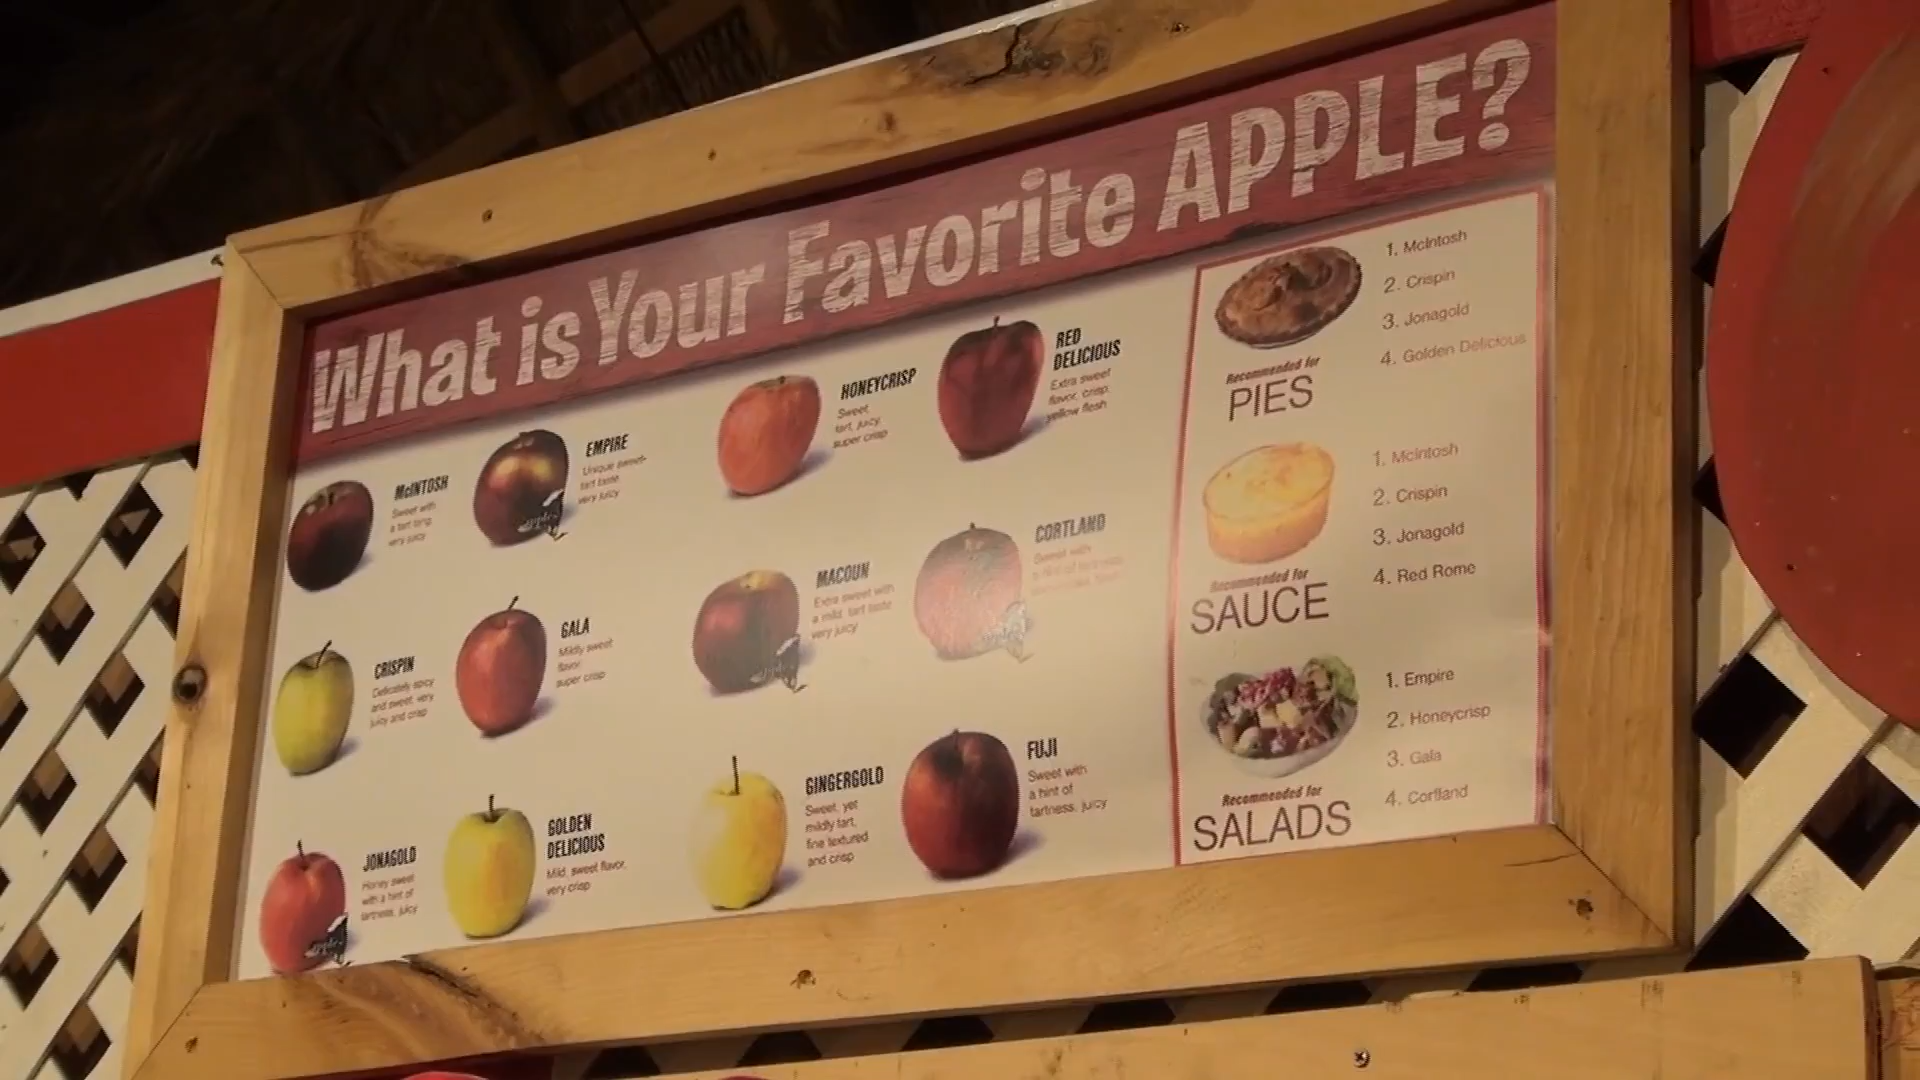 What is Your Favorite APPLE?
McINTOSH
Sweet with
a tart tang,
very juicy
EMPIRE
Unique sweet-
tart taste
very juicy
HONEYCRISP
Sweet,
tart, juicy,
super crisp
RED
DELICIOUS
Extra sweet
flavor, crisp,
yellow flesh
CRISPIN
Delicately spicy
and sweet, very
juicy and crisp
GALA
Mildly sweet
flavor,
super crisp
MACOUN
Extra sweet with
a mild, tart taste
very juicy
CORTLAND
Sweet with
a hint of tartness,
JONAGOLD
Honey sweet
with a hint of
tartness, juicy
GOLDEN
DELICIOUS
Mild, sweet flavor,
very crisp
GINGERGOLD
Sweet, yet
mildly tart,
fine textured
and crisp
FUJI
Sweet with
a hint of
tartness, juicy
Recommended for
PIES
1. McIntosh
2. Crispin
3. Jonagold
4. Golden Delicious
Recommended for
SAUCE
1. McIntosh
2. Crispin
3. Jonagold
4. Red Rome
Recommended for
SALADS
1. Empire
2. Honeycrisp
3. Gala
4. Cortland